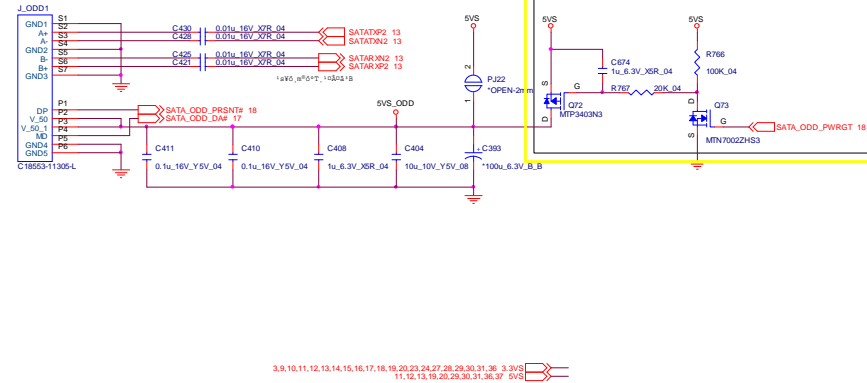 J_ODD1
GND1 S1
A+ S2
A- S3
GND2 S4
B- S5
B+ S6
GND3 S7
DP P1
V_50 P2
V_50_1 P3
MD P4
GND4 P5
GND5 P6
C18553-11305-L
C430 0.01u_16V_X7R_04 SATATXP2 13
C428 0.01u_16V_X7R_04 SATATXN2 13
C425 0.01u_16V_X7R_04 SATARXN2 13
C421 0.01u_16V_X7R_04 SATARXP2 13
SATA_ODD_PRSNT# 18
SATA_ODD_DA# 17
5VS_ODD
C411
0.1u_16V_Y5V_04
C410
0.1u_16V_Y5V_04
C408
1u_6.3V_X5R_04
C404
10u_10V_Y5V_08
+ C393
*100u_6.3V_B_B
5VS
2
PJ22
*OPEN-2mm
1
5VS
C674
1u_6.3V_X5R_04
S
G
D
Q72
MTP3403N3
R767 20K_04
5VS
R766
100K_04
D
Q73
G
S
MTN7002ZHS3
SATA_ODD_PWRGT 18
3,9,10,11,12,13,14,15,16,17,18,19,20,23,24,27,28,29,30,31,36 3.3VS
11,12,13,19,20,29,30,31,36,37 5VS